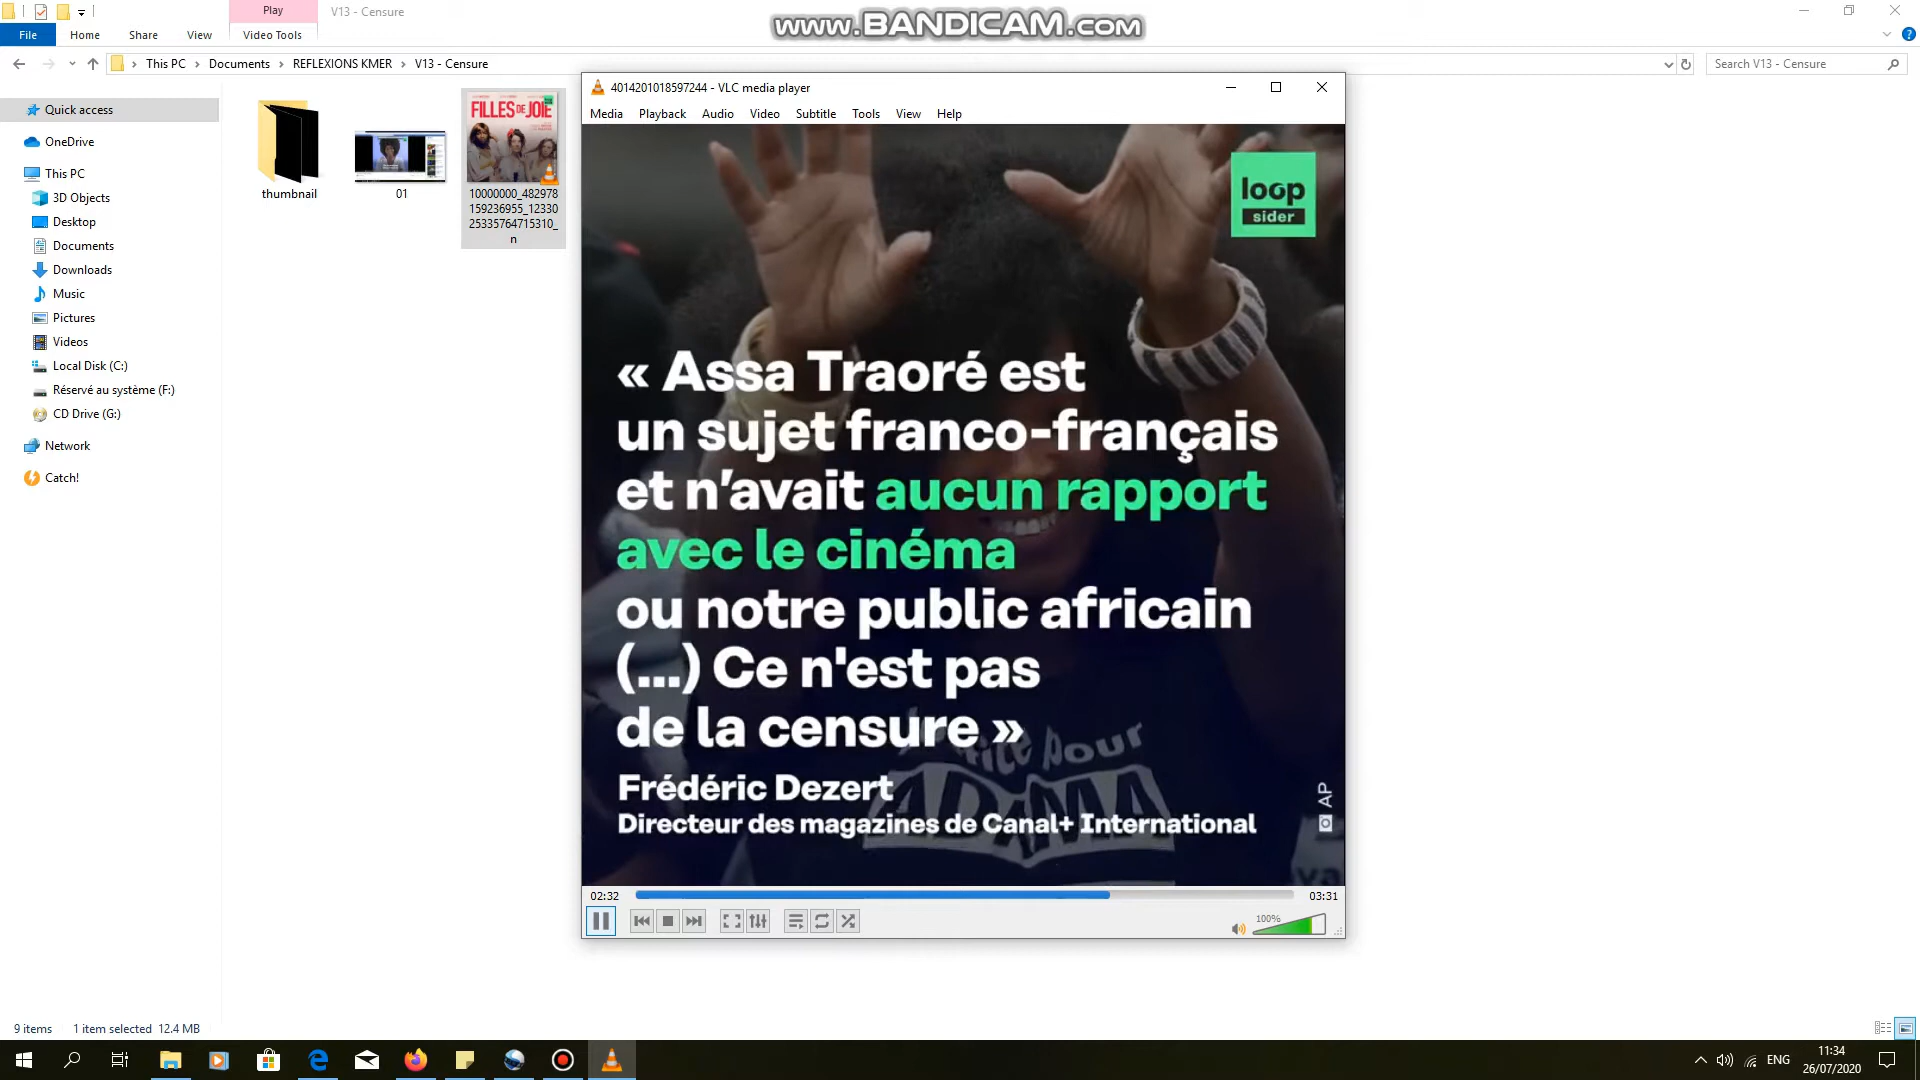 Play
V13 - Censure
www.BANDICAM.com
File
Home
Share
View
Video Tools
This PC
Documents
REFLEXIONS KMER
V13 - Censure
Search V13 - Censure
Quick access
OneDrive
This PC
3D Objects
Desktop
Documents
Downloads
Music
Pictures
Videos
Local Disk (C:)
Réservé au système (F:)
CD Drive (G:)
Network
Catch!
thumbnail
01
FILLES DE JOIE
10000000_482978
159236955_12330
25335764715310_
n
4014201018597244 - VLC media player
Media
Playback
Audio
Video
Subtitle
Tools
View
Help
loop
sider
« Assa Traoré est
un sujet franco-français
et n'avait aucun rapport
avec le cinéma
ou notre public africain
(...) Ce n'est pas
de la censure »
Frédéric Dezert
Directeur des magazines de Canal+ International
pour
ADAMA
AP
02:32
03:31
100%
9 items
1 item selected 12.4 MB
ENG
11:34
26/07/2020